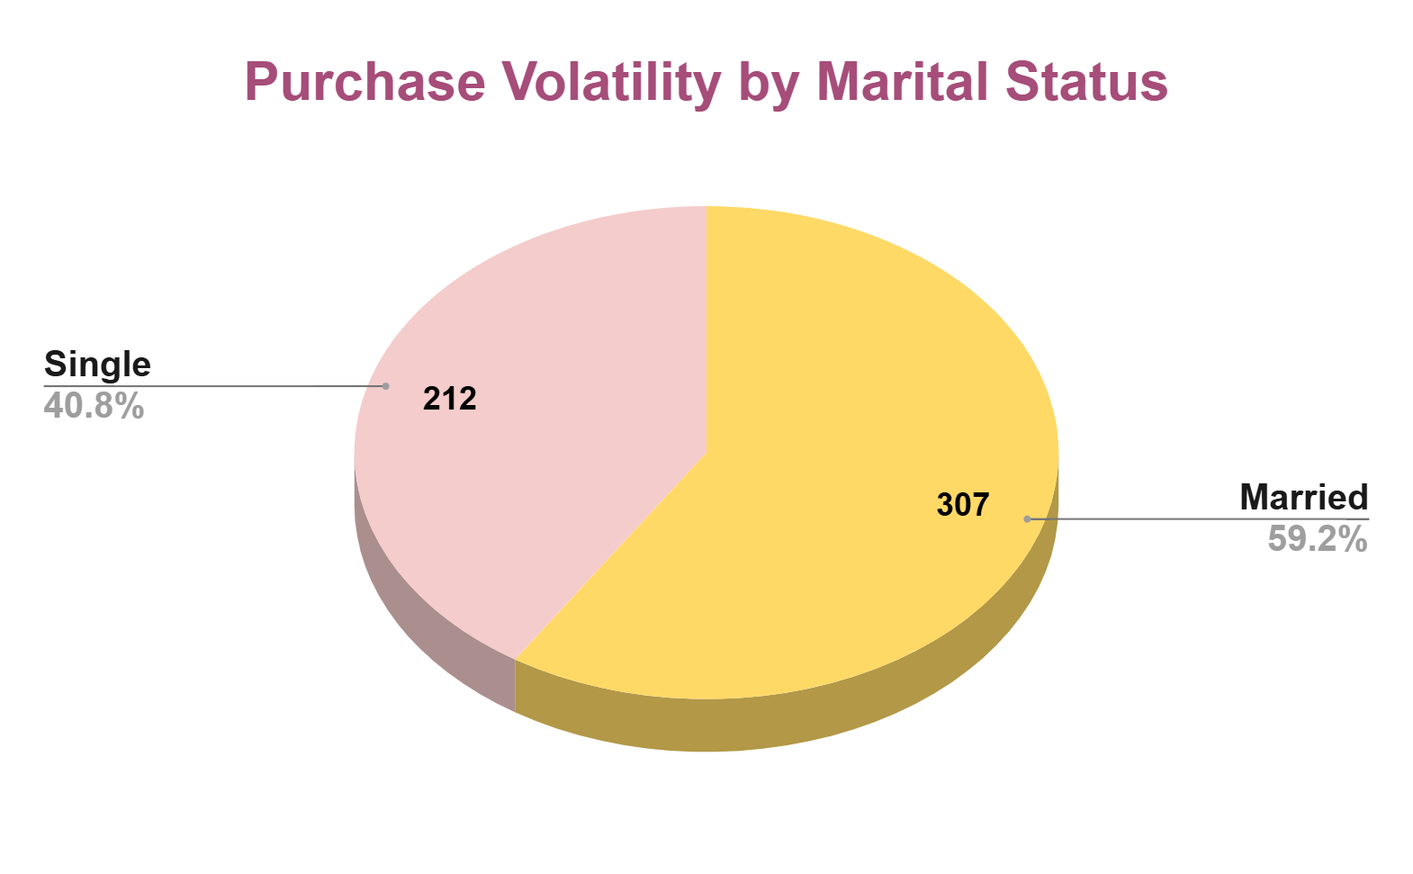 Purchase Volatility by Marital Status
Single
40.8%
212
307
Married
59.2%